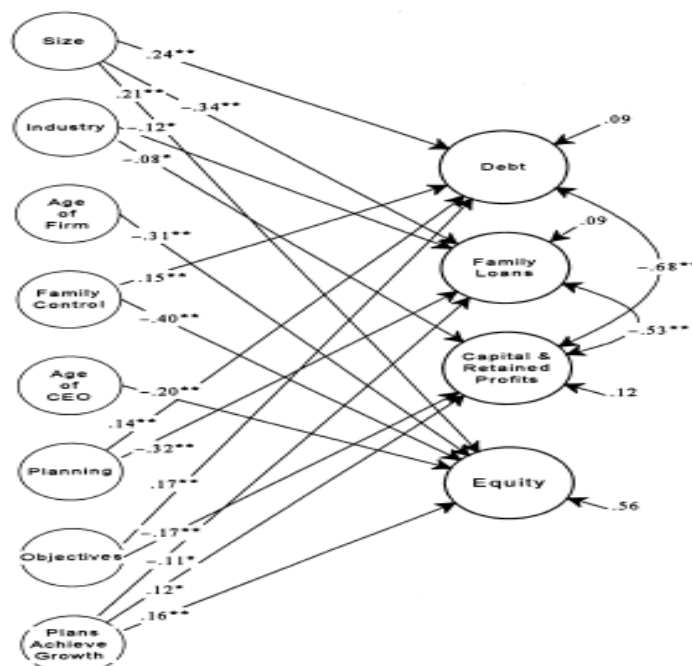 Size
.24**
.21**
-.34**
.09
Industry
-.12*
-.08*
Debt
Age
of
Firm
-.31**
.09
Family
Loans
-.68**
Family
Control
.15**
-.40**
-.53**
Capital &
Retained
Profits
Age
of
CEO
-.20**
.12
.14**
Planning
-.32**
.17**
Equity
.56
Objectives
-.17**
-.11*
.12*
.16**
Plans
Achieve
Growth